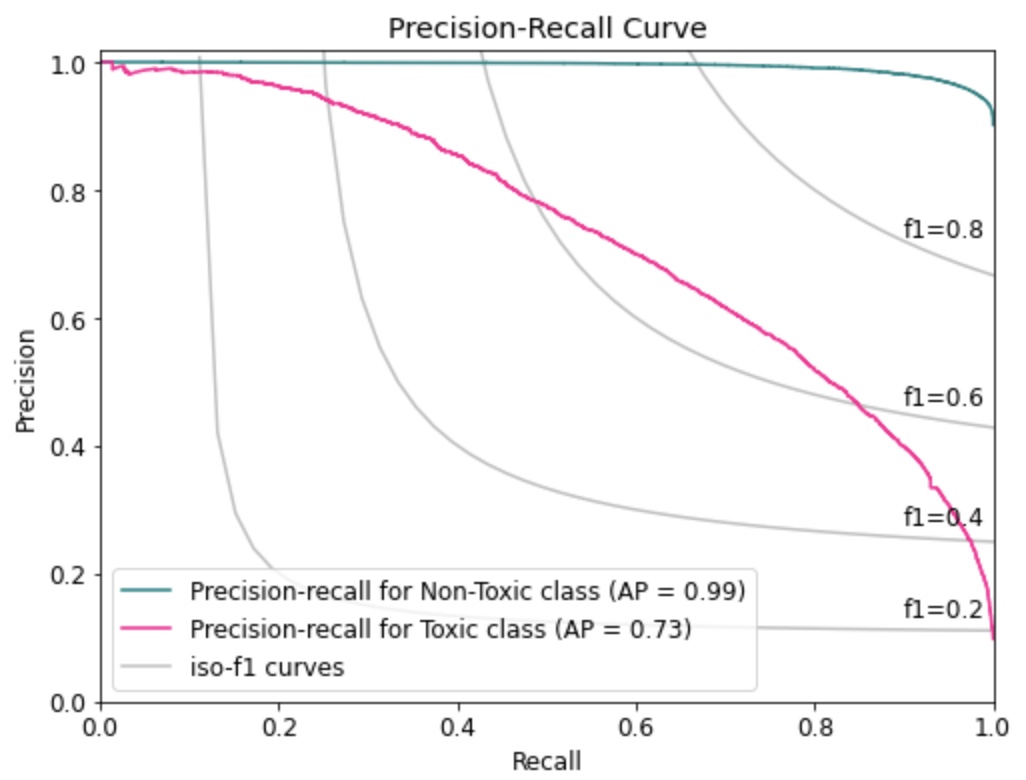 Precision-Recall Curve
1.0
0.8
0.6
0.4
0.2
0.0
Precision
f1=0.8
f1=0.6
f1=0.4
f1=0.2
Precision-recall for Non-Toxic class (AP = 0.99)
Precision-recall for Toxic class (AP = 0.73)
iso-f1 curves
0.0 0.2 0.4 0.6 0.8 1.0
Recall